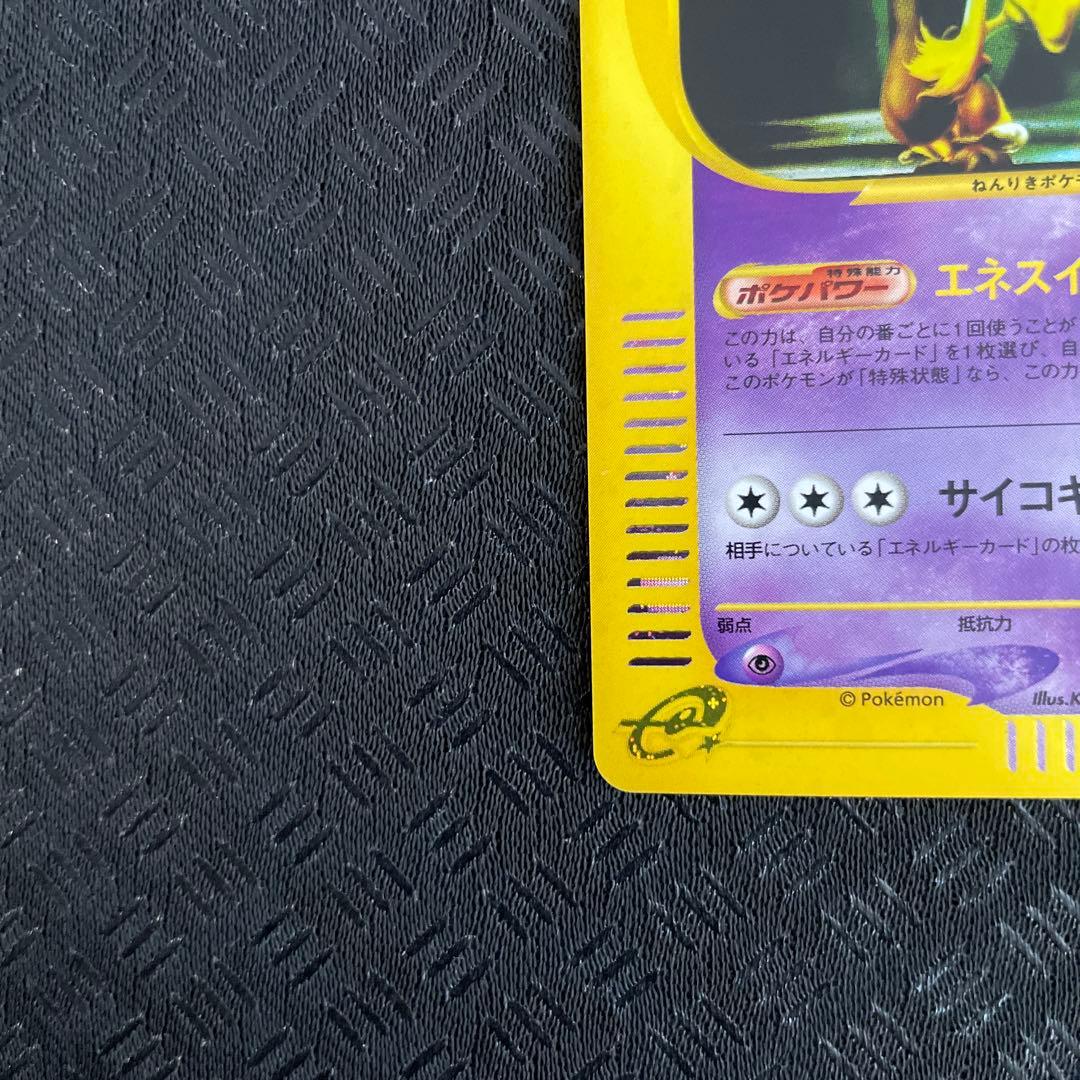 ねんりきポケモ
特殊能力
ポケパワー エネスイ
この力は、自分の番ごとに1回使うことが
いる「エネルギーカード」を1枚選び、自
このポケモンが「特殊状態」なら、この力
サイコキ
相手についている「エネルギーカード」の枚
弱点 抵抗力
© Pokémon Illus.K
e